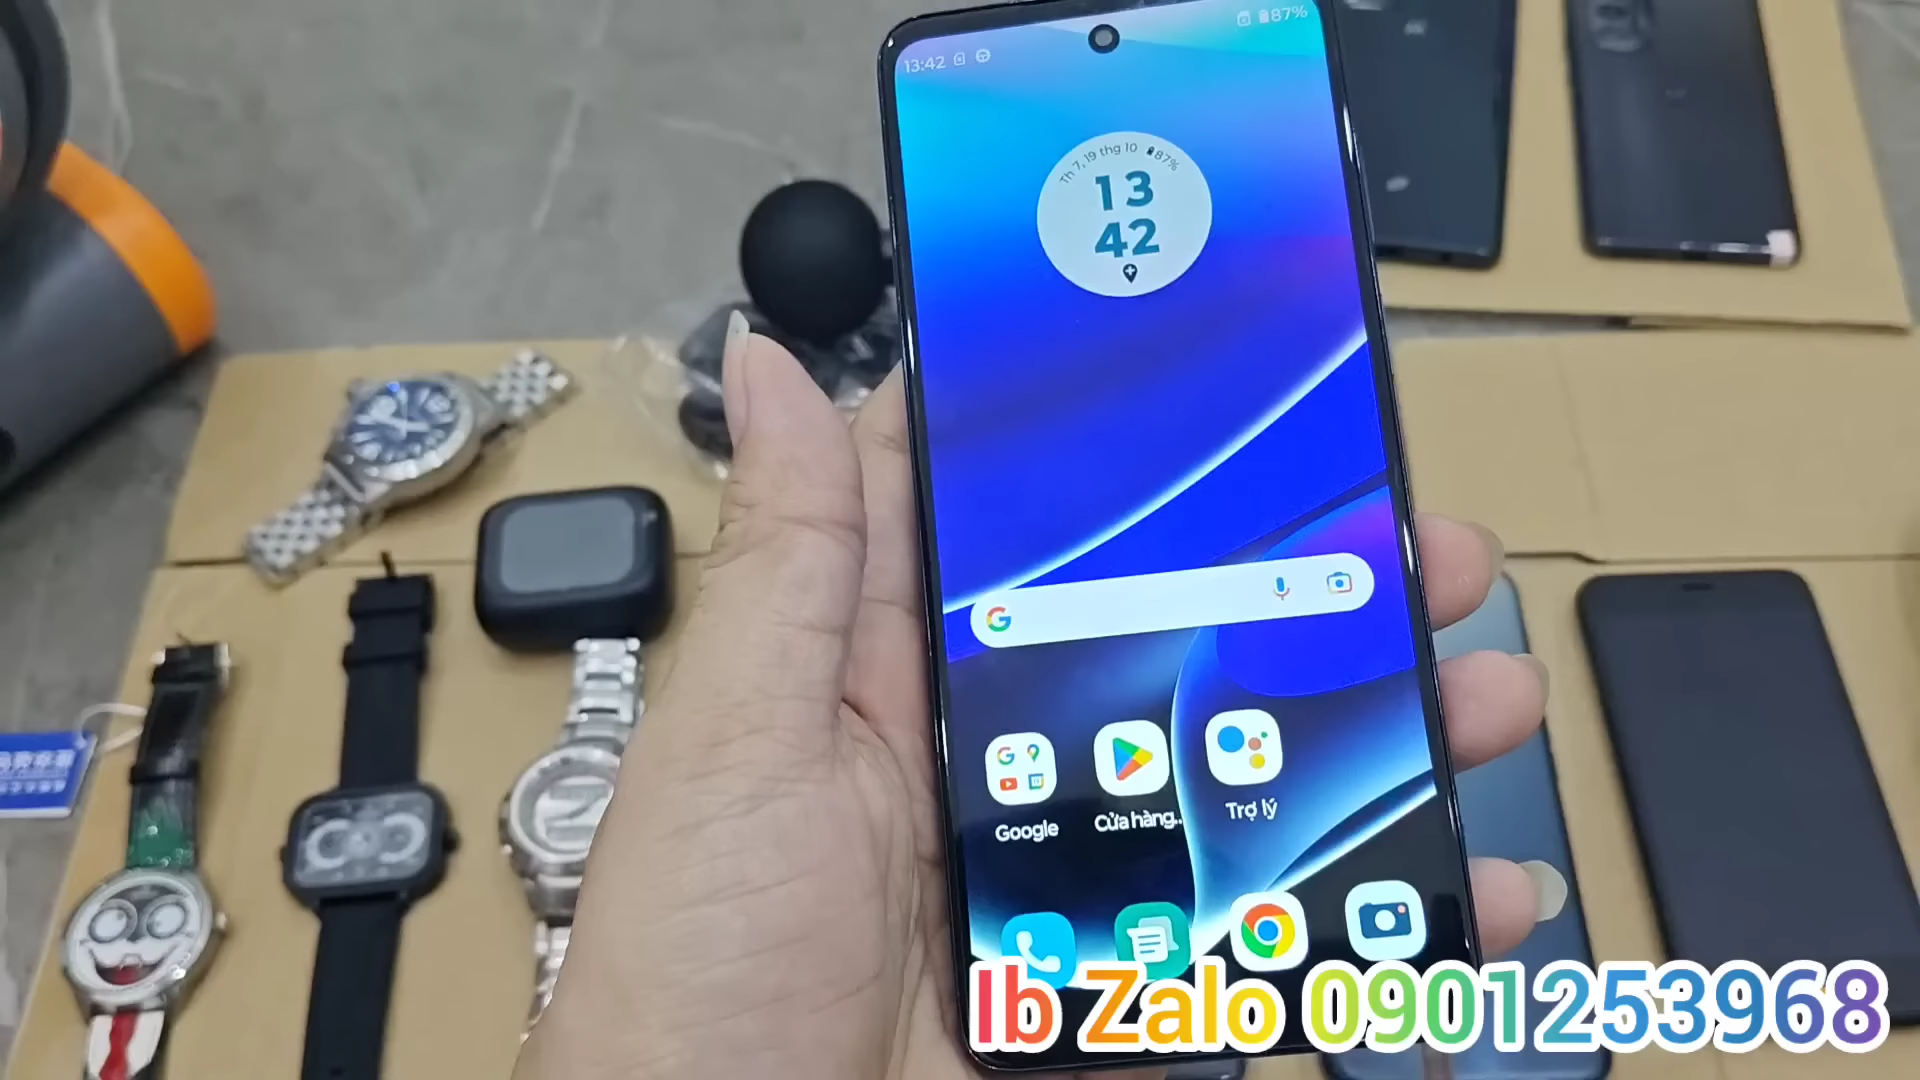 13:42
87%
Th 7, 19 thg 10 87%
13
42
Google
Cửa hàng..
Trợ lý
Ib Zalo 0901253968